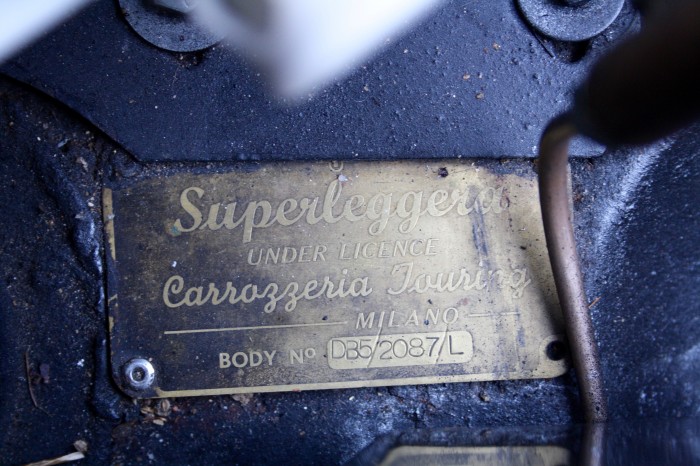 Superleggera
UNDER LICENCE
Carrozzeria Touring
MILANO
BODY No DB5/2087/L